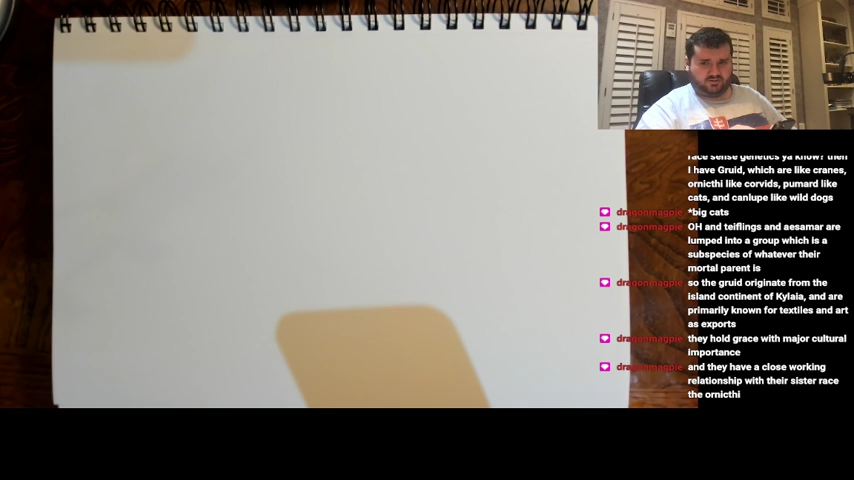 race sense genetics ya know? then
I have Gruid, which are like cranes,
ornicthi like corvids, pumard like
cats, and canlupe like wild dogs
dragonmagpie *big cats
dragonmagpie OH and teiflings and aesamar are
lumped into a group which is a
subspecies of whatever their
mortal parent is
dragonmagpie so the gruid originate from the
island continent of Kylaia, and are
primarily known for textiles and art
as exports
dragonmagpie they hold grace with major cultural
importance
dragonmagpie and they have a close working
relationship with their sister race
the ornicthi